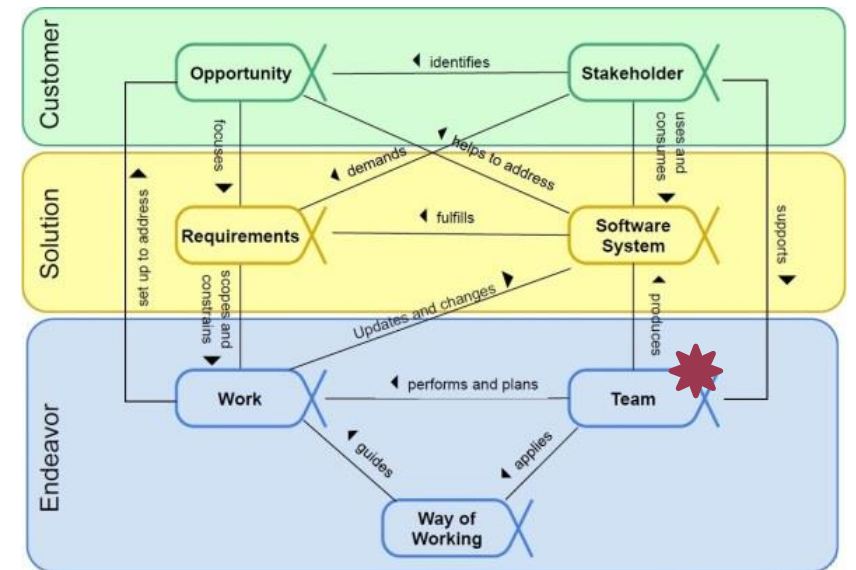 Customer
Opportunity
identifies
Stakeholder
focuses
demands
helps to address
uses and
consumes
Solution
set up to address
Requirements
fulfills
Software
System
supports
scopes and
constrains
Updates and changes
produces
Endeavor
Work
performs and plans
Team
guides
applies
Way of
Working